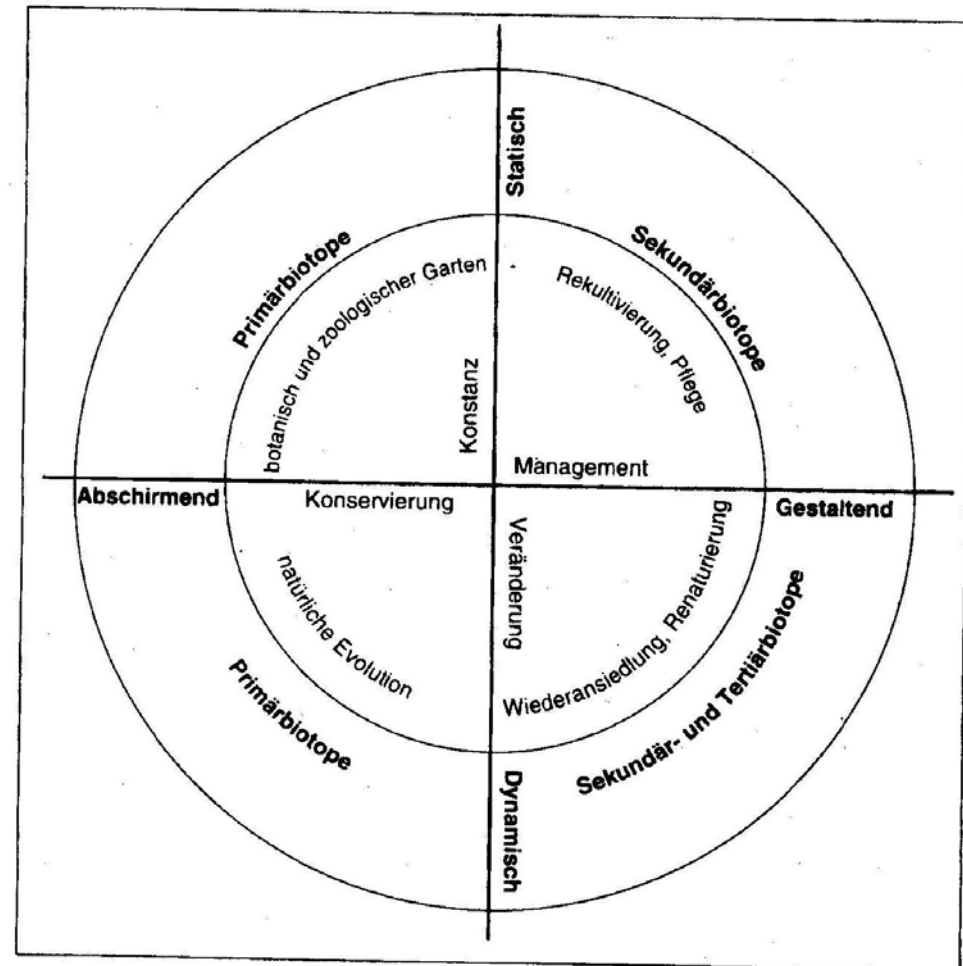 Statisch
Primärbiotope
Sekundärbiotope
botanisch und zoologischer Garten
Rekultivierung, Pflege
Konstanz
Management
Abschirmend
Konservierung
Gestaltend
Veränderung
natürliche Evolution
Wiederansiedlung, Renaturierung
Primärbiotope
Sekundär- und Tertiärbiotope
Dynamisch